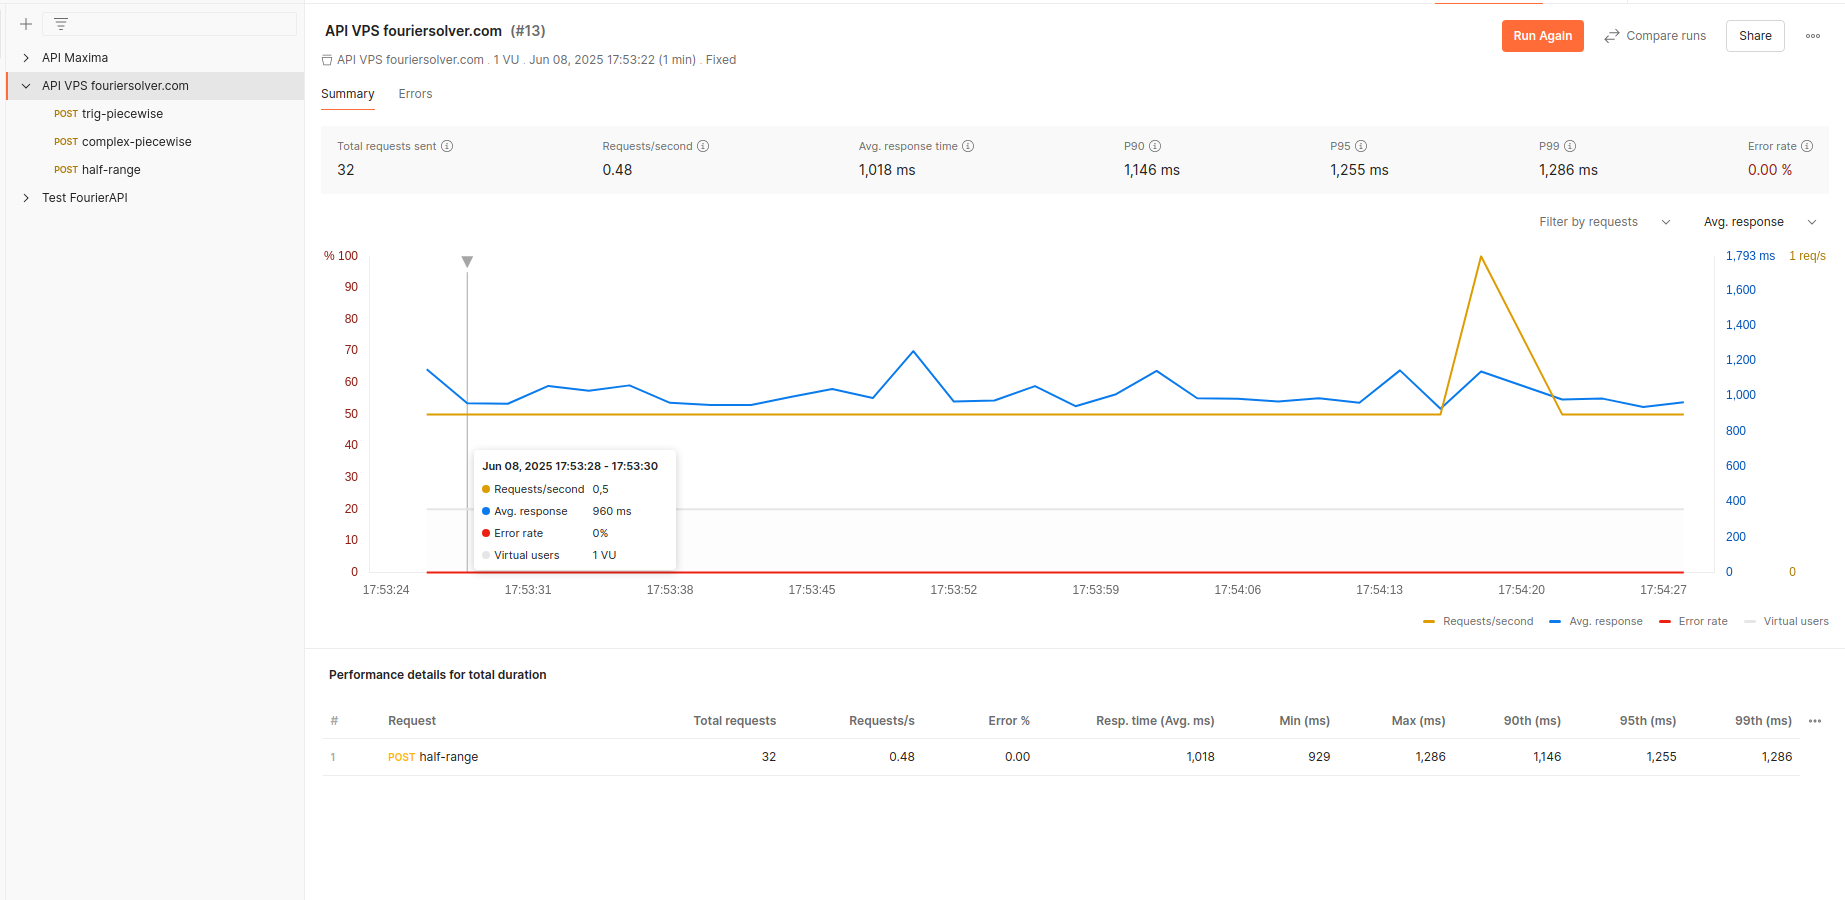 API Maxima
API VPS fouriersolver.com
POST trig-piecewise
POST complex-piecewise
POST half-range
Test FourierAPI
API VPS fouriersolver.com (#13)
API VPS fouriersolver.com . 1 VU . Jun 08, 2025 17:53:22 (1 min) . Fixed
Run Again
Compare runs
Share
Summary Errors
Total requests sent Requests/second Avg. response time P90 P95 P99 Error rate
32 0.48 1,018 ms 1,146 ms 1,255 ms 1,286 ms 0.00 %
Filter by requests Avg. response
% 100
90
80
70
60
50
40
30
20
10
0
1,793 ms 1 req/s
1,600
1,400
1,200
1,000
800
600
400
200
0 0
Jun 08, 2025 17:53:28 - 17:53:30
Requests/second 0,5
Avg. response 960 ms
Error rate 0%
Virtual users 1 VU
17:53:24 17:53:31 17:53:38 17:53:45 17:53:52 17:53:59 17:54:06 17:54:13 17:54:20 17:54:27
Requests/second Avg. response Error rate Virtual users
Performance details for total duration
# Request Total requests Requests/s Error % Resp. time (Avg. ms) Min (ms) Max (ms) 90th (ms) 95th (ms) 99th (ms)
1 POST half-range 32 0.48 0.00 1,018 929 1,286 1,146 1,255 1,286